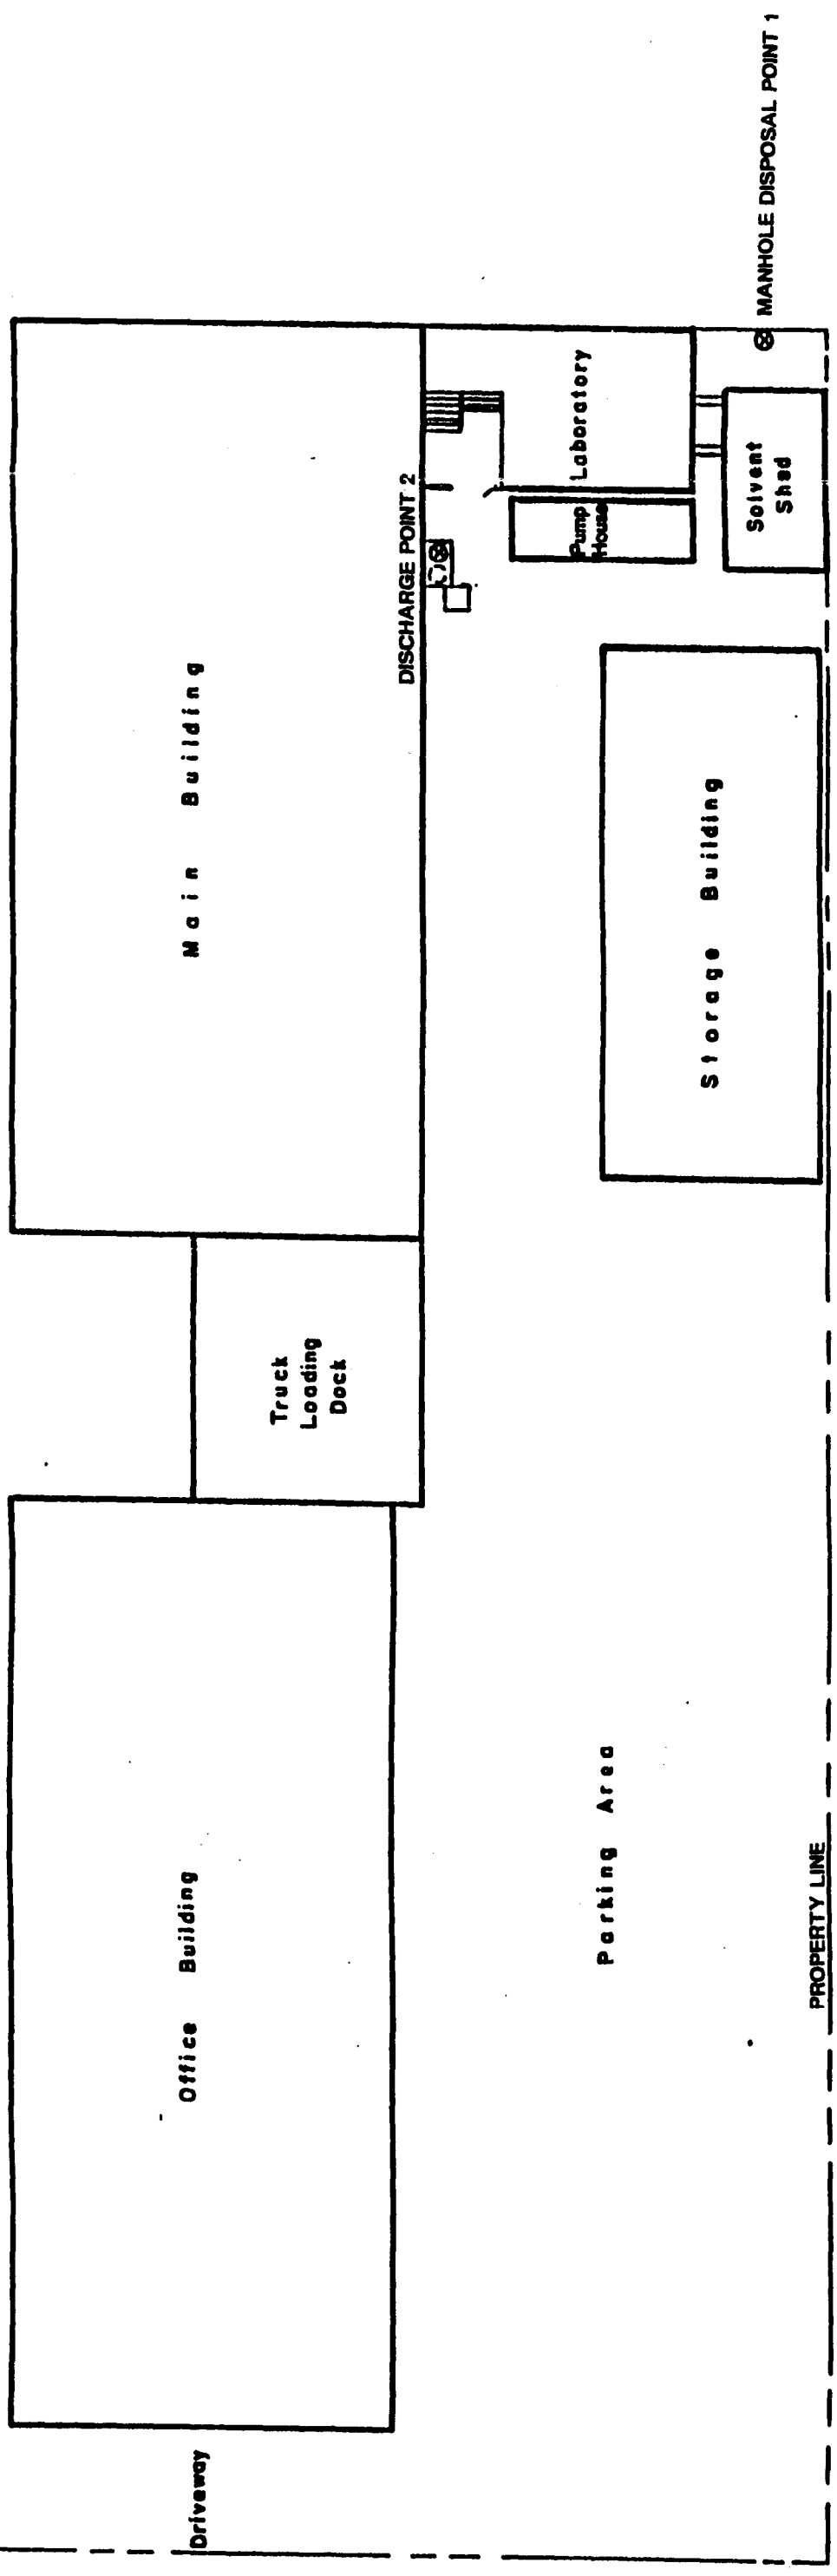 MANHOLE DISPOSAL POINT 1
Laboratory
Solvent
Shed
Pump
House
DISCHARGE POINT 2
Main Building
Storage Building
Truck
Loading
Dock
Parking Area
Office Building
PROPERTY LINE
Driveway